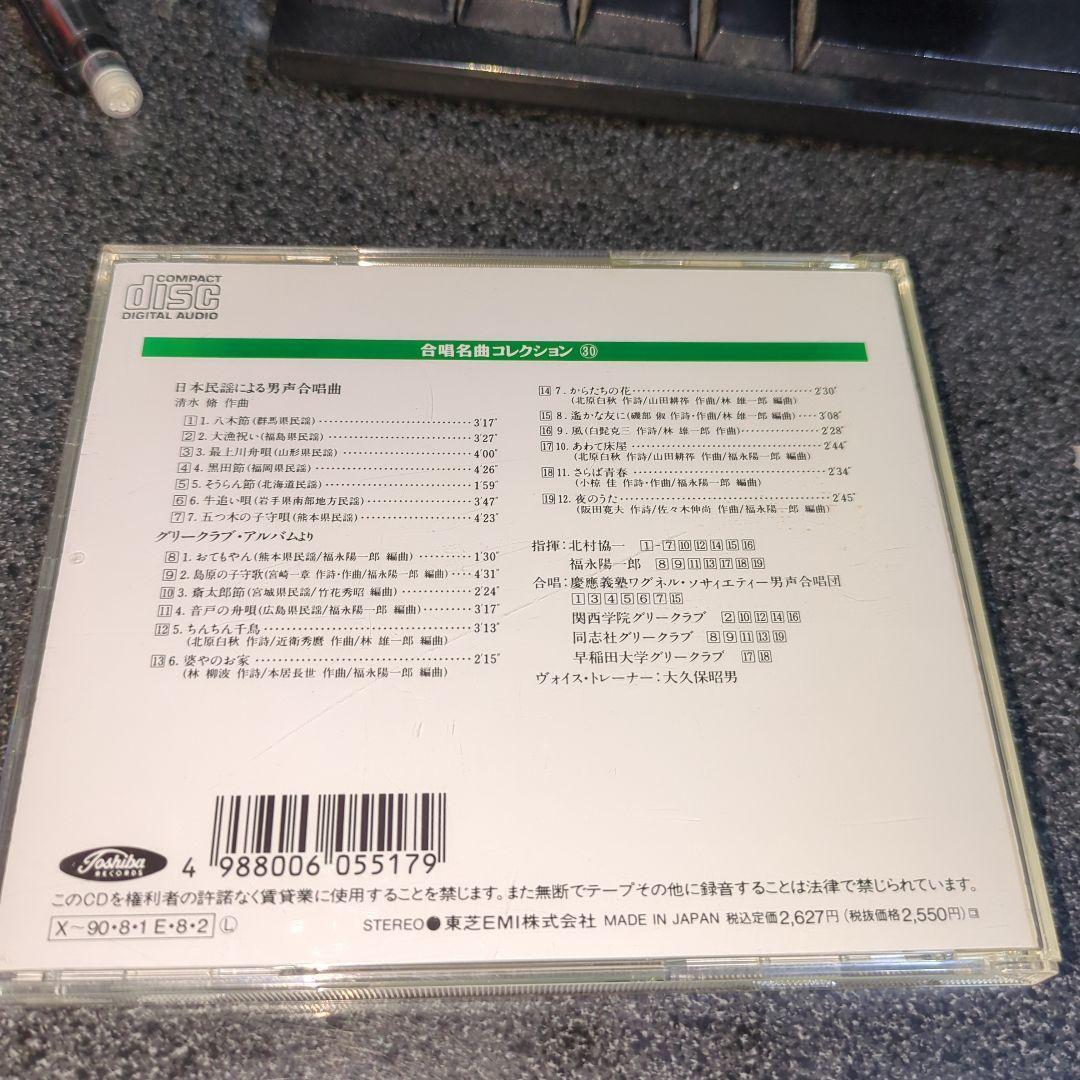 COMPACT
disc
DIGITAL AUDIO
合唱名曲コレクション ㉚
日本民謡による男声合唱曲
清水 脩 作曲
1 1. 八木節(群馬県民謡) 3'17"
2 2. 大漁祝い(福島県民謡) 3'27"
3 3. 最上川舟唄(山形県民謡) 4'00"
4 4. 黒田節(福岡県民謡) 4'26"
5 5. そうらん節(北海道民謡) 1'59"
6 6. 牛追い唄(岩手県南部地方民謡) 3'47"
7 7. 五つ木の子守唄(熊本県民謡) 4'23"
グリークラブ・アルバムより
8 1. おてもやん(熊本県民謡/福永陽一郎 編曲) 1'30"
9 2. 島原の子守歌(宮崎一章 作詩・作曲/福永陽一郎 編曲) 4'31"
10 3. 斎太郎節(宮城県民謡/竹花秀昭 編曲) 2'24"
11 4. 音戸の舟唄(広島県民謡/福永陽一郎 編曲) 3'17"
12 5. ちんちん千鳥 3'13"
(北原白秋 作詩/近衛秀麿 作曲/林 雄一郎 編曲)
13 6. 婆やのお家 2'15"
(林 柳波 作詩/本居長世 作曲/福永陽一郎 編曲)
14 7. からたちの花 2'30"
(北原白秋 作詩/山田耕筰 作曲/林 雄一郎 編曲)
15 8. 遙かな友に(磯部 俶 作詩・作曲/林 雄一郎 編曲) 3'08"
16 9. 風(白髭克三 作詩/林 雄一郎 作曲) 2'28"
17 10. あわて床屋 2'44"
(北原白秋 作詩/山田耕筰 作曲/福永陽一郎 編曲)
18 11. さらば青春 2'34"
(小椋 佳 作詩・作曲/福永陽一郎 編曲)
19 12. 夜のうた 2'45"
(阪田寛夫 作詩/佐々木伸尚 作曲/福永陽一郎 編曲)
指揮:北村協一 1-7 10 12 14 15 16
福永陽一郎 8 9 11 13 17 18 19
合唱:慶應義塾ワグネル・ソサイエティー男声合唱団
1 3 4 5 6 7 15
関西学院グリークラブ 2 10 12 14 16
同志社グリークラブ 8 9 11 13 19
早稲田大学グリークラブ 17 18
ヴォイス・トレーナー:大久保昭男
Toshiba
RECORDS
4 988006 055179
このCDを権利者の許諾なく賃貸業に使用することを禁じます。また無断でテープその他に録音することは法律で禁じられています。
X〜90・8・1 E・8・2 Ⓛ
STEREO●東芝EMI株式会社 MADE IN JAPAN 税込定価2,627円(税抜価格2,550円)